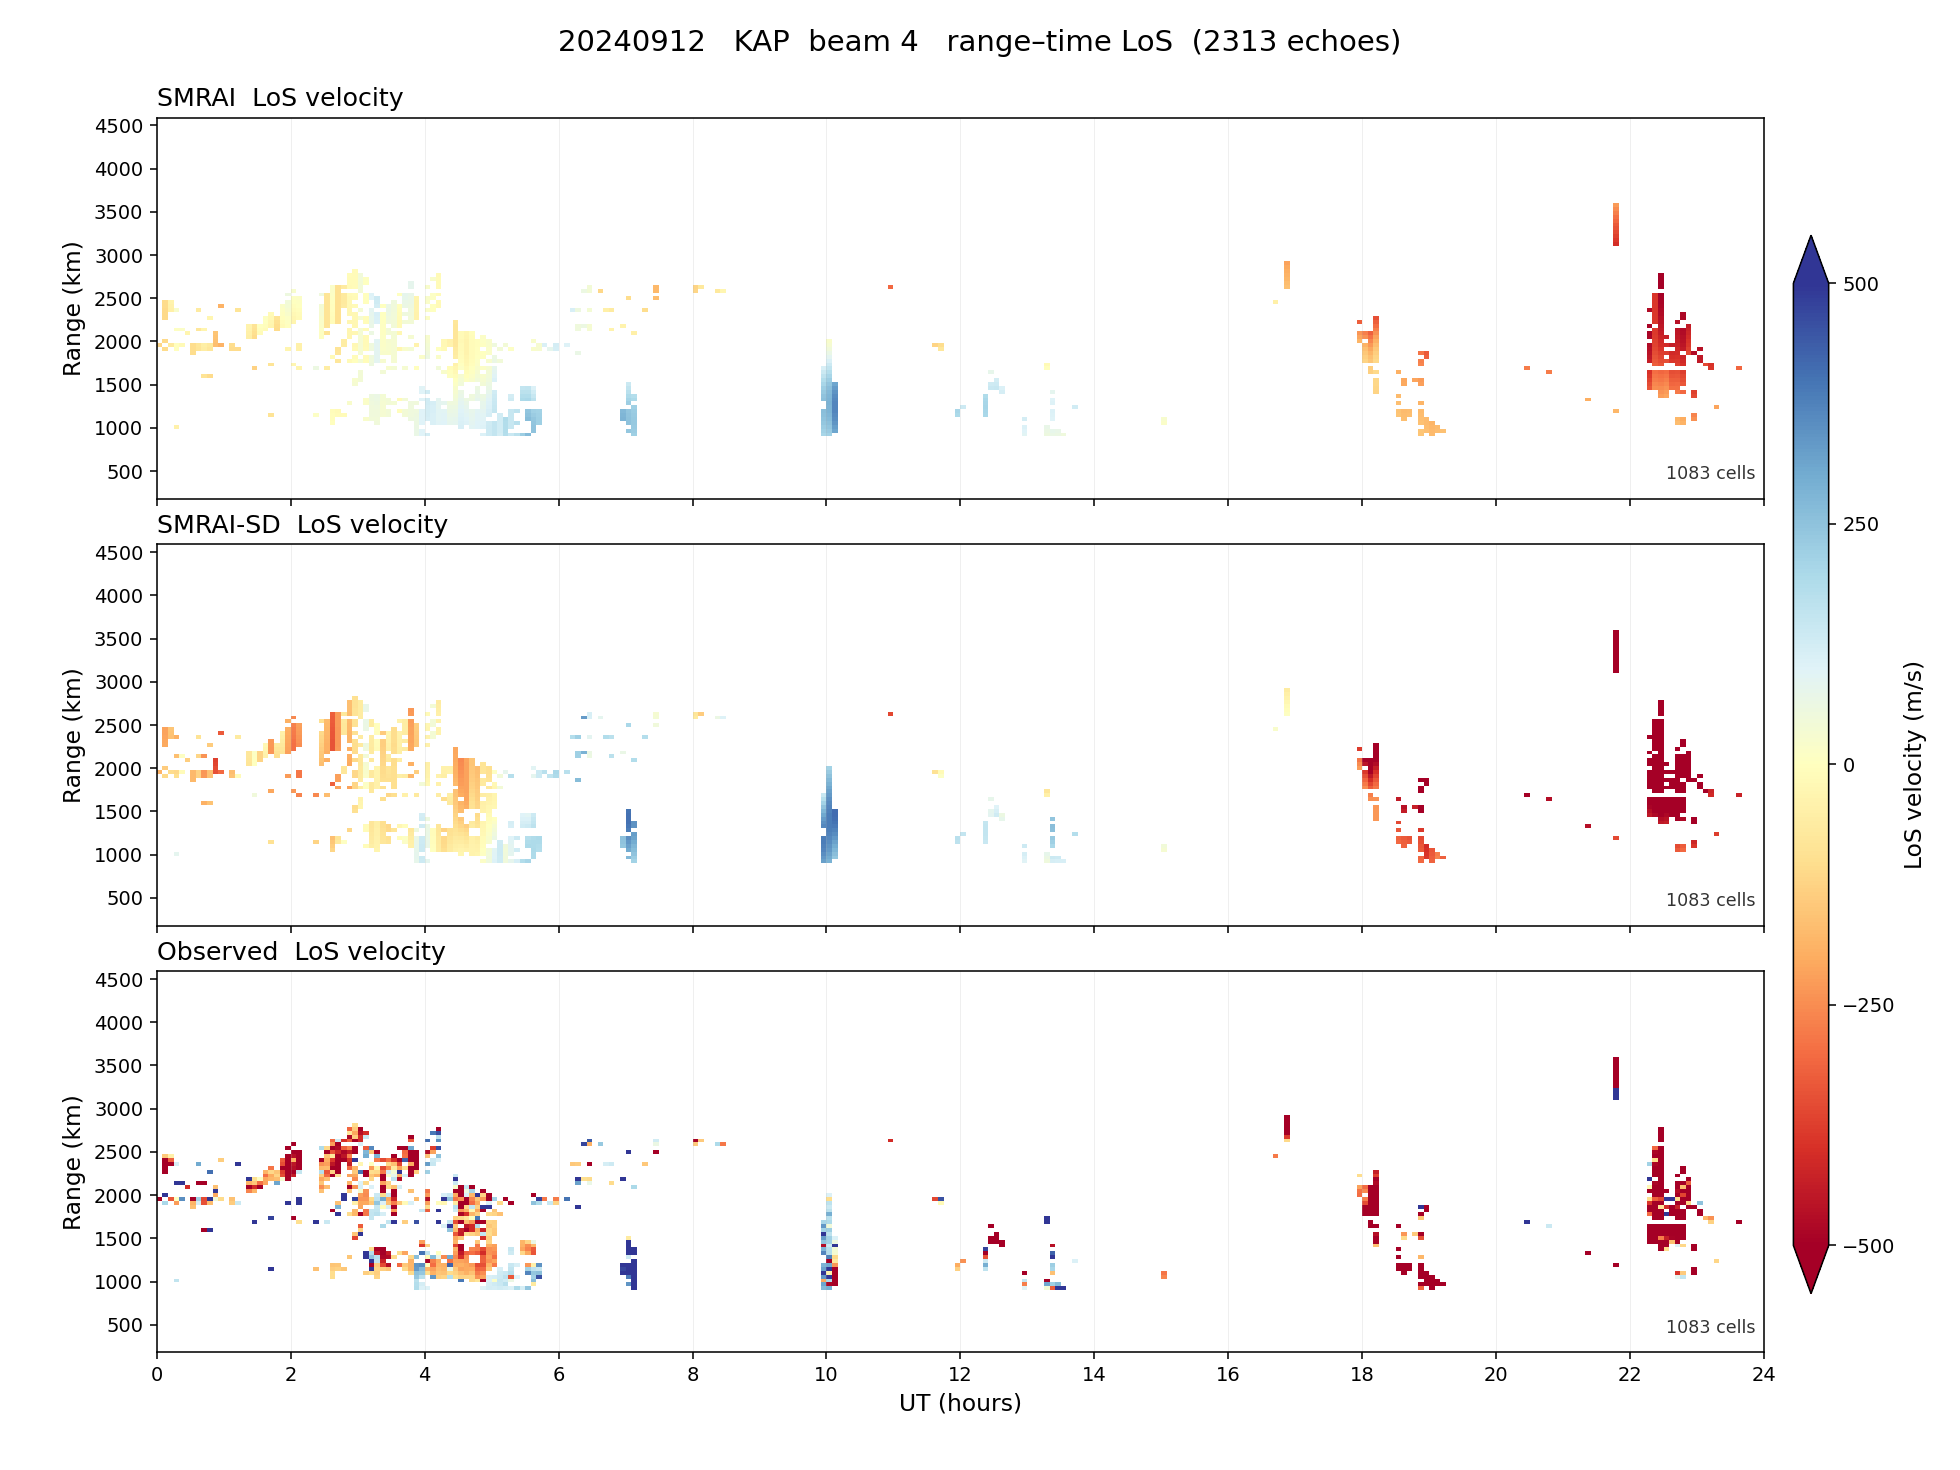 20240912   KAP  beam 4   range–time LoS  (2313 echoes)
SMRAI  LoS velocity
4500
4000
3500
3000
2500
2000
1500
1000
500
Range (km)
1083 cells
SMRAI-SD  LoS velocity
4500
4000
3500
3000
2500
2000
1500
1000
500
Range (km)
1083 cells
Observed  LoS velocity
4500
4000
3500
3000
2500
2000
1500
1000
500
Range (km)
1083 cells
0 2 4 6 8 10 12 14 16 18 20 22 24
UT (hours)
500
250
0
−250
−500
LoS velocity (m/s)